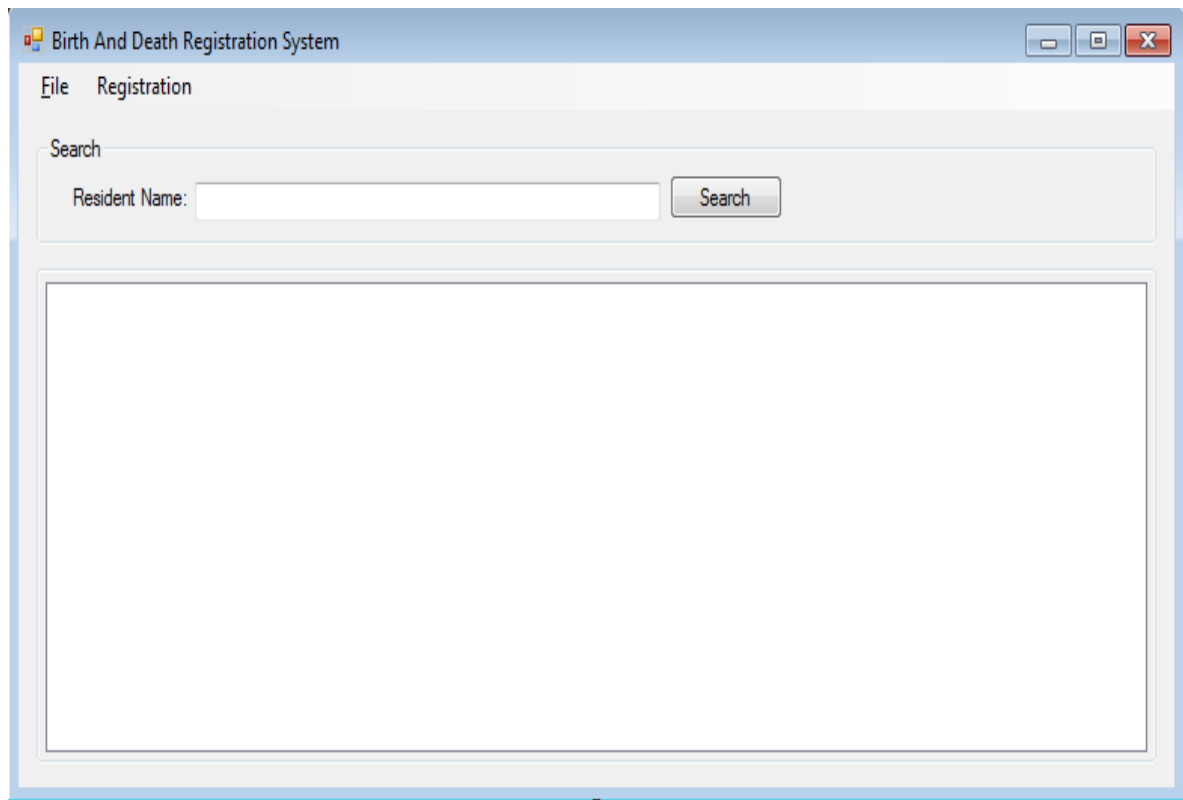 Birth And Death Registration System
File Registration
Search
Resident Name: Search